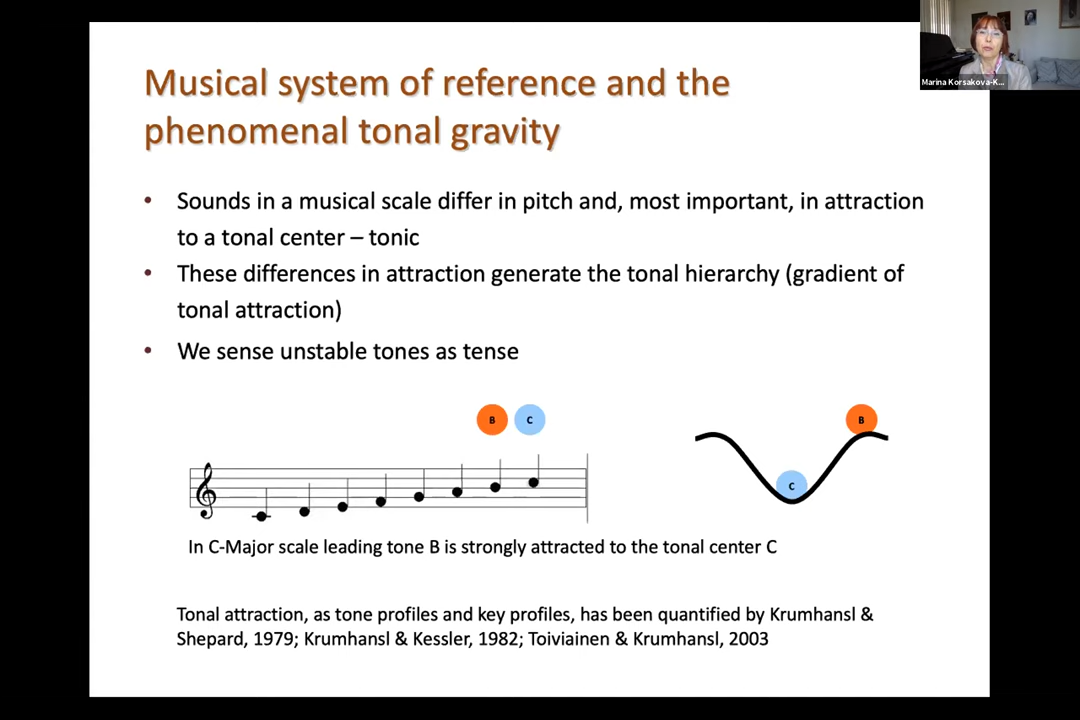 Marina Korsakova-K...
Musical system of reference and the
phenomenal tonal gravity
• Sounds in a musical scale differ in pitch and, most important, in attraction
to a tonal center – tonic
• These differences in attraction generate the tonal hierarchy (gradient of
tonal attraction)
• We sense unstable tones as tense
B C
B
C
In C-Major scale leading tone B is strongly attracted to the tonal center C
Tonal attraction, as tone profiles and key profiles, has been quantified by Krumhansl &
Shepard, 1979; Krumhansl & Kessler, 1982; Toiviainen & Krumhansl, 2003